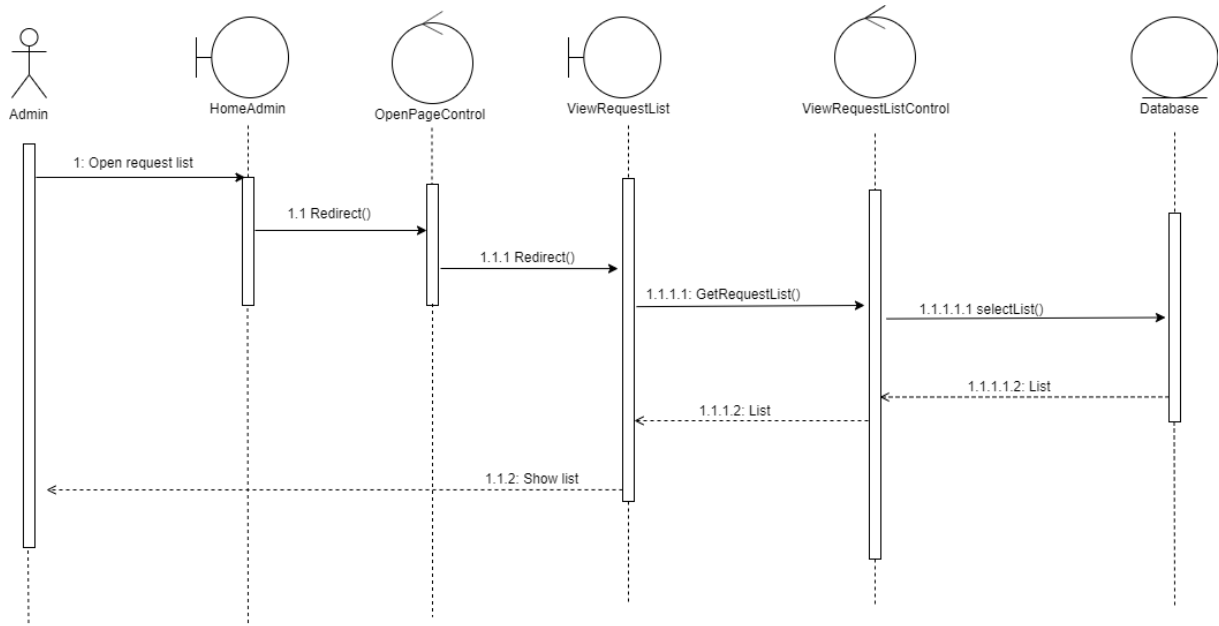 Admin
HomeAdmin
OpenPageControl
ViewRequestList
ViewRequestListControl
Database
1: Open request list
1.1 Redirect()
1.1.1 Redirect()
1.1.1.1: GetRequestList()
1.1.1.1.1 selectList()
1.1.1.1.2: List
1.1.1.2: List
1.1.2: Show list